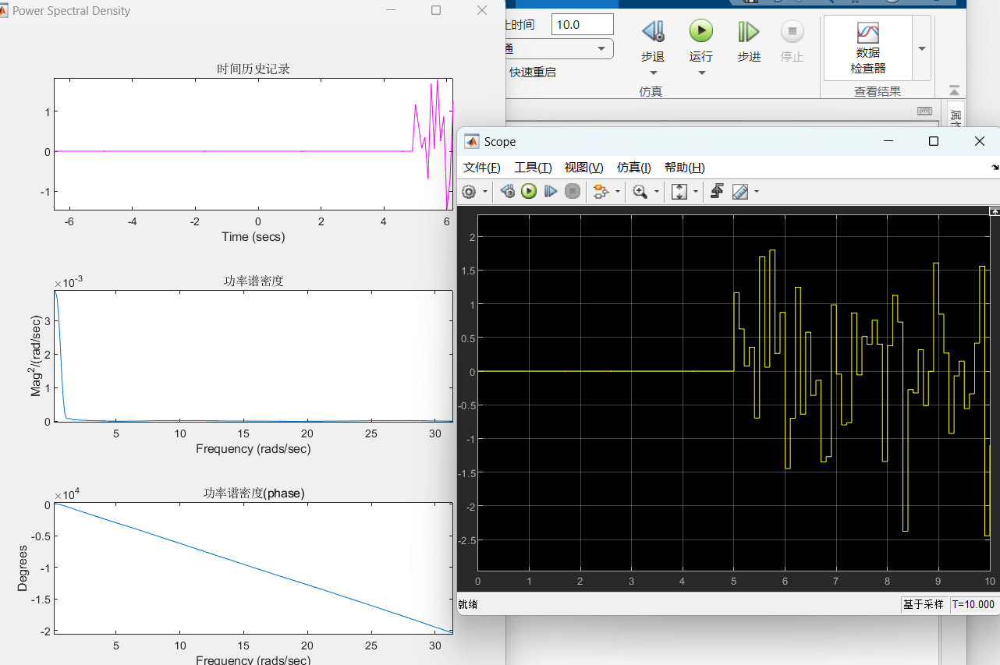 Power Spectral Density
时间历史记录
1
0
-1
-6
-4
-2
0
2
4
6
Time (secs)
×10^-3
功率谱密度
3
2
1
0
Mag^2/(rad/sec)
5
10
15
20
25
30
Frequency (rads/sec)
×10^4
功率谱密度(phase)
0
-0.5
-1
-1.5
-2
Degrees
5
10
15
20
25
30
Frequency (rads/sec)
止时间
10.0
通
快速重启
步退
运行
步进
停止
仿真
数据
检查器
查看结果
Scope
文件(F) 工具(T) 视图(V) 仿真(I) 帮助(H)
2
1.5
1
0.5
0
-0.5
-1
-1.5
-2
-2.5
0
1
2
3
4
5
6
7
8
9
10
就绪
基于采样
T=10.000